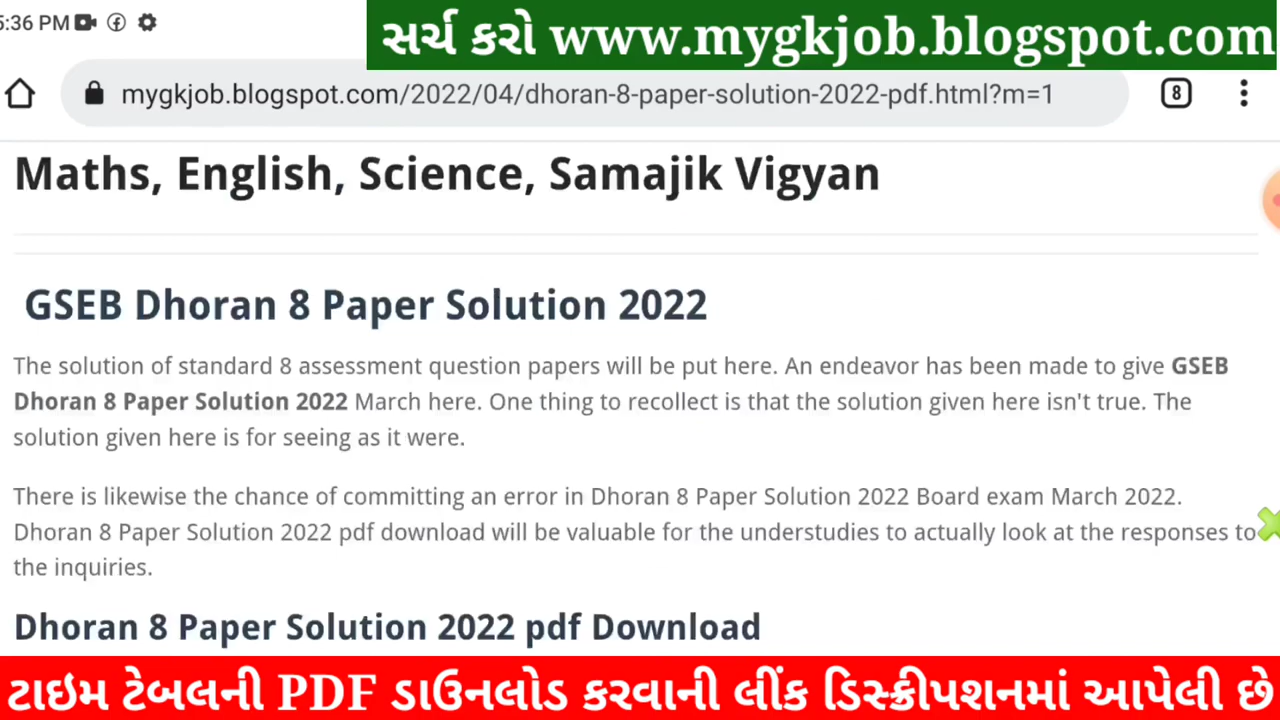 5:36 PM
સર્ચ કરો www.mygkjob.blogspot.com
mygkjob.blogspot.com/2022/04/dhoran-8-paper-solution-2022-pdf.html?m=1
8
Maths, English, Science, Samajik Vigyan
GSEB Dhoran 8 Paper Solution 2022
The solution of standard 8 assessment question papers will be put here. An endeavor has been made to give GSEB
Dhoran 8 Paper Solution 2022 March here. One thing to recollect is that the solution given here isn't true. The
solution given here is for seeing as it were.
There is likewise the chance of committing an error in Dhoran 8 Paper Solution 2022 Board exam March 2022.
Dhoran 8 Paper Solution 2022 pdf download will be valuable for the understudies to actually look at the responses to
the inquiries.
Dhoran 8 Paper Solution 2022 pdf Download
ટાઇમ ટેબલની PDF ડાઉનલોડ કરવાની લીંક ડિસ્ક્રીપશનમાં આપેલી છે